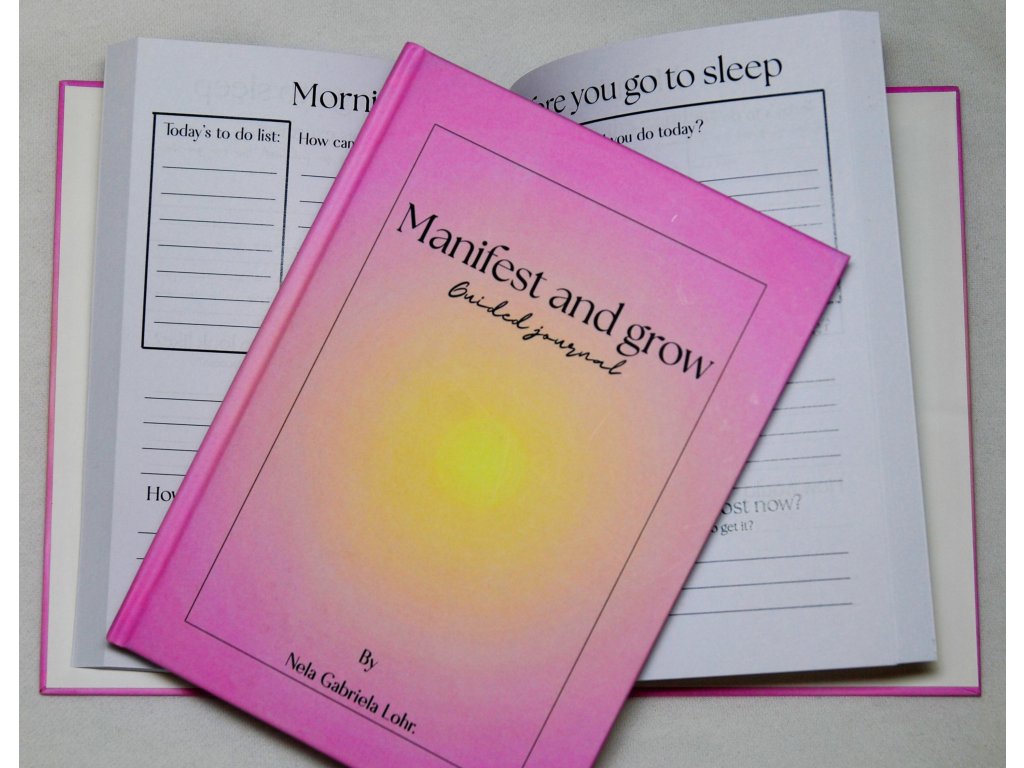 Morni
Today's to do list:
How can
How
Manifest and grow
Guided journal
By
Nela Gabriela Lohr.
ore you go to sleep
you do today?
ost now?
o get it?